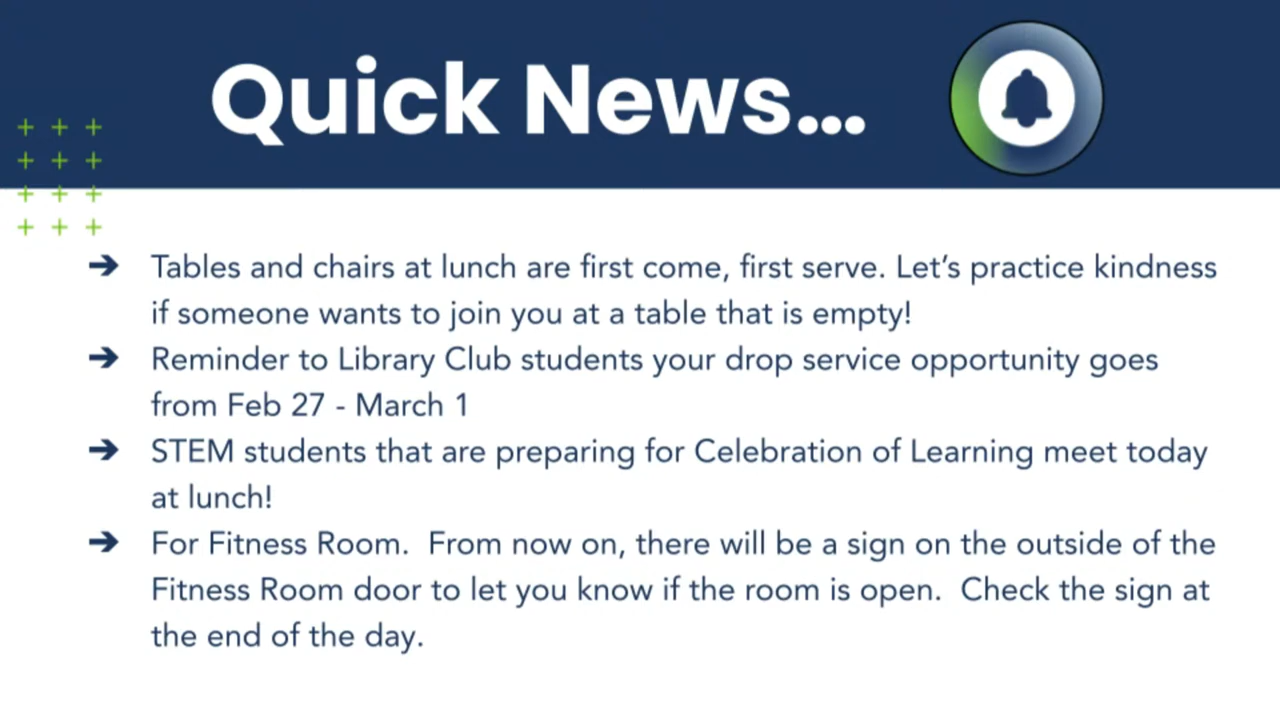 Quick News...
➔ Tables and chairs at lunch are first come, first serve. Let's practice kindness
if someone wants to join you at a table that is empty!
➔ Reminder to Library Club students your drop service opportunity goes
from Feb 27 - March 1
➔ STEM students that are preparing for Celebration of Learning meet today
at lunch!
➔ For Fitness Room.  From now on, there will be a sign on the outside of the
Fitness Room door to let you know if the room is open.  Check the sign at
the end of the day.